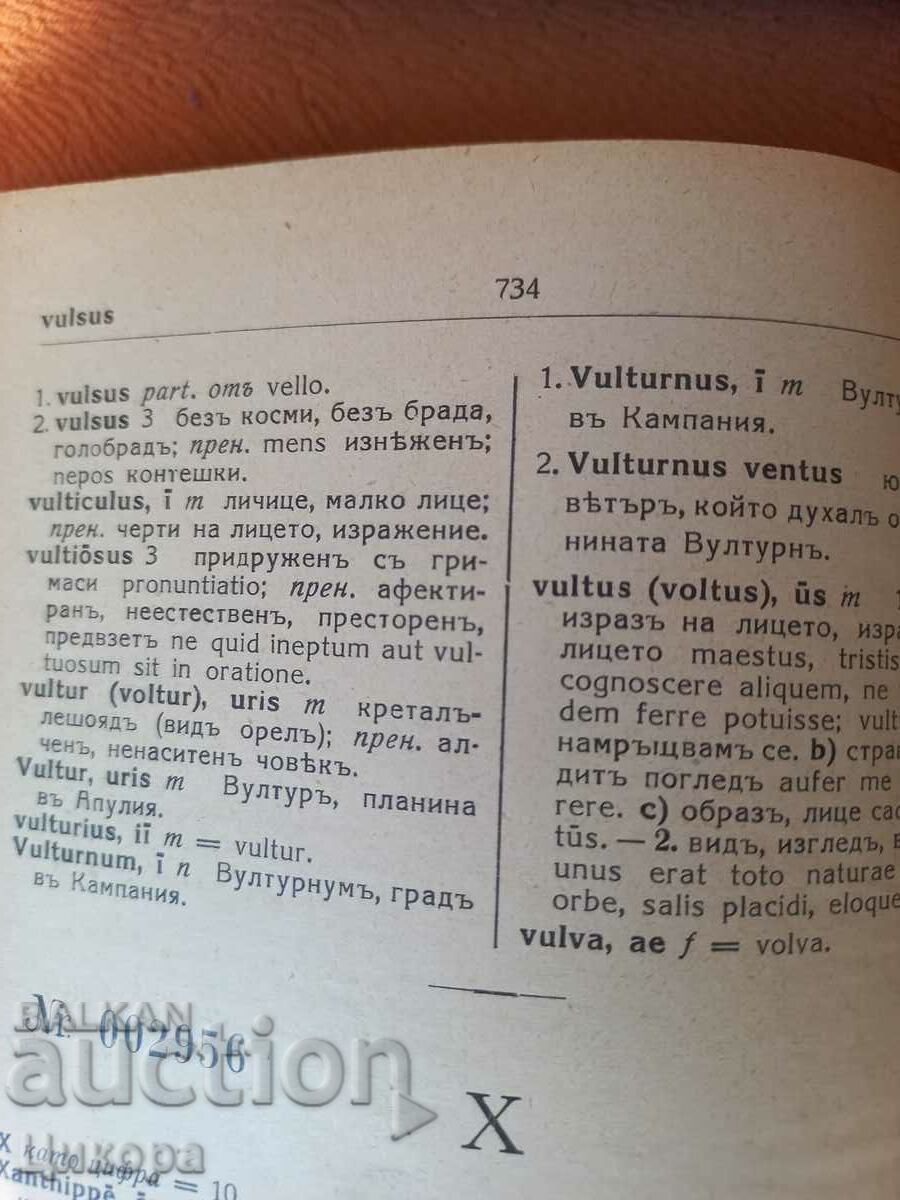 734
vulsus
1. vulsus part. отъ vello.
2. vulsus 3 безъ косми, безъ брада,
голобрадъ; прен. mens изнѣженъ;
nepos контешки.
vulticulus, ī m личице, малко лице;
прен. черти на лицето, изражение.
vultiōsus 3 придруженъ съ гри-
маси pronuntiatio; прен. афекти-
ранъ, неестественъ, престоренъ,
предвзетъ ne quid ineptum aut vul-
tuosum sit in oratione.
vultur (voltur), uris m креталъ-
лешоядъ (видъ орелъ); прен. ал-
ченъ, ненаситенъ човѣкъ.
Vultur, uris m Вултуръ, планина
въ Апулия.
vulturius, iī m = vultur.
Vulturnum, ī n Вултурнумъ, градъ
въ Кампания.
1. Vulturnus, ī m
въ Кампания.
2. Vulturnus ventus
вѣтъръ, който духалъ
нината Вултурнъ.
vultus (voltus), ūs m
изразъ на лицето,
лицето maestus, tristis
cognoscere aliquem, ne
dem ferre potuisse;
намръщвамъ се. b)
дитъ погледъ aufer me
rere. c) образъ, лице
tūs. — 2. видъ, изгледъ,
unus erat toto naturae
orbe, salis placidi,
vulva, ae f = volva.
№ 002956
BALKAN
auction
Цикора
X
X като цифра = 10
Xanthippē